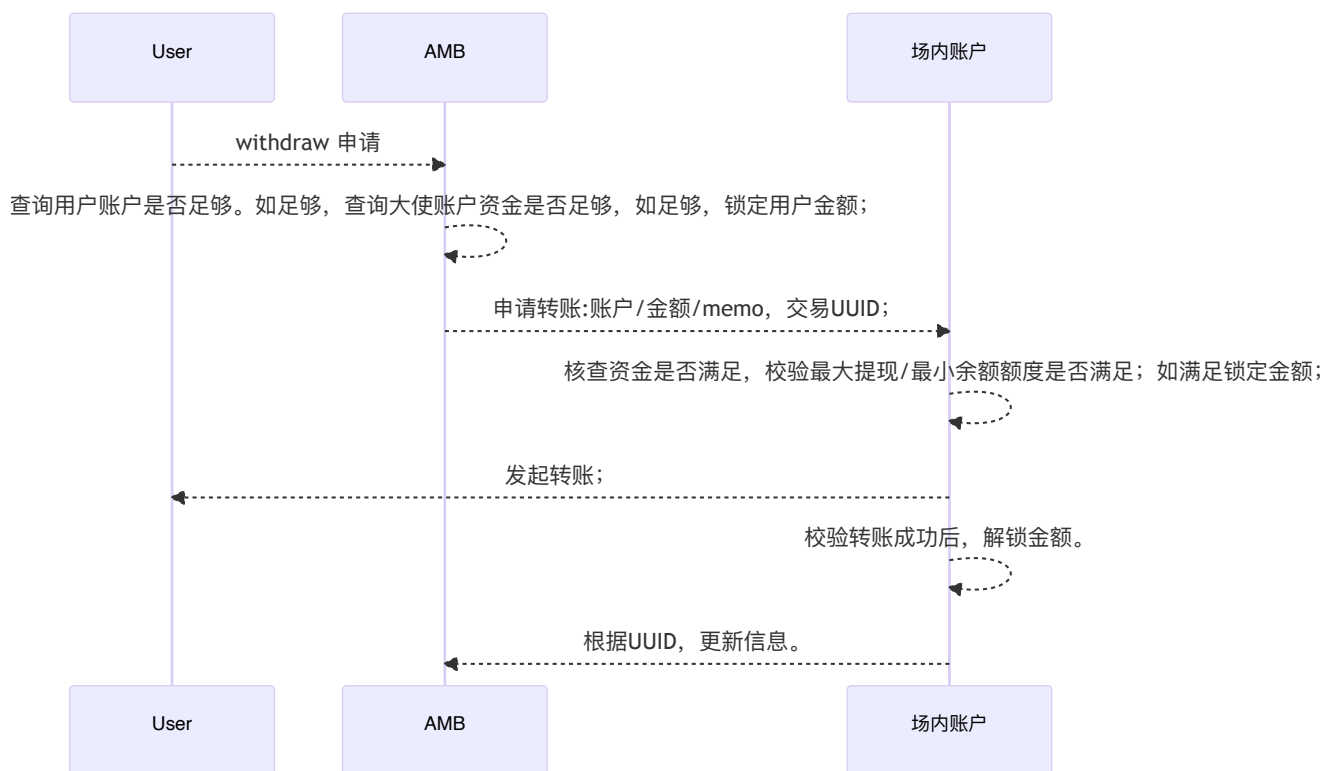 User
AMB
场内账户
withdraw 申请
查询用户账户是否足够。如足够，查询大使账户资金是否足够，如足够，锁定用户金额；
申请转账:账户/金额/memo，交易UUID；
核查资金是否满足，校验最大提现/最小余额额度是否满足；如满足锁定金额；
发起转账；
校验转账成功后，解锁金额。
根据UUID，更新信息。
User
AMB
场内账户